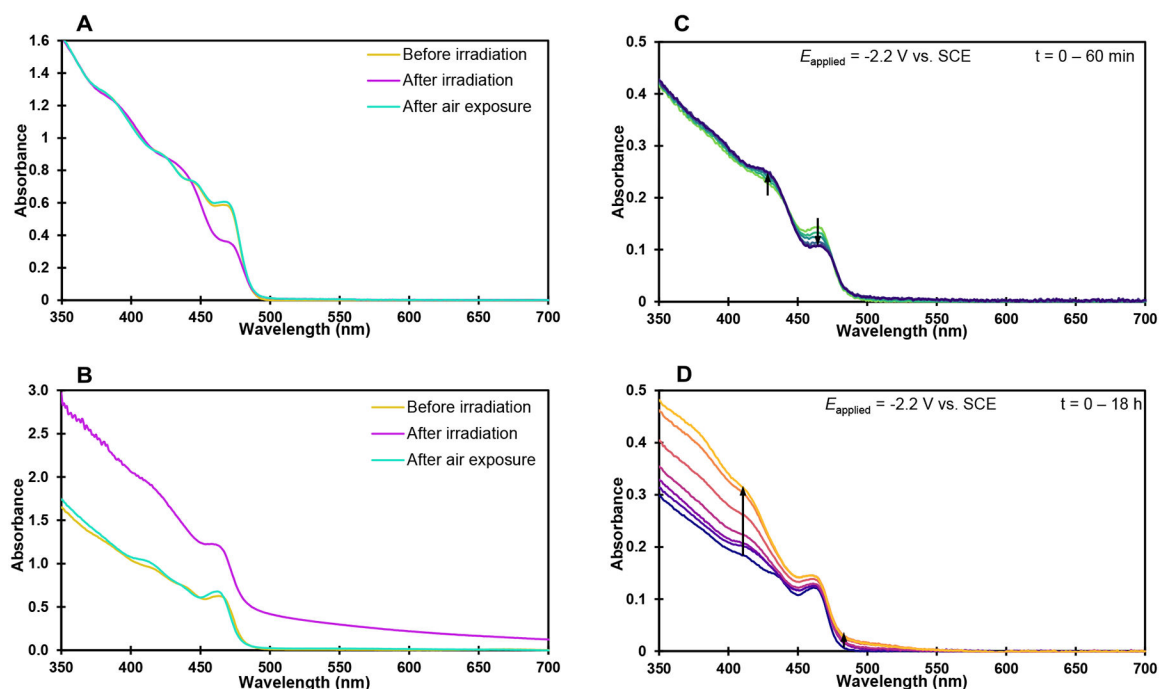 A
1.6
1.4
1.2
1
0.8
0.6
0.4
0.2
0
Absorbance
Before irradiation
After irradiation
After air exposure
350 400 450 500 550 600 650 700
Wavelength (nm)
C
0.5
0.4
0.3
0.2
0.1
0
Absorbance
Eapplied = -2.2 V vs. SCE t = 0 – 60 min
350 400 450 500 550 600 650 700
Wavelength (nm)
B
3.0
2.5
2.0
1.5
1.0
0.5
0.0
Absorbance
Before irradiation
After irradiation
After air exposure
350 400 450 500 550 600 650 700
Wavelength (nm)
D
0.5
0.4
0.3
0.2
0.1
0
Absorbance
Eapplied = -2.2 V vs. SCE t = 0 – 18 h
350 400 450 500 550 600 650 700
Wavelength (nm)